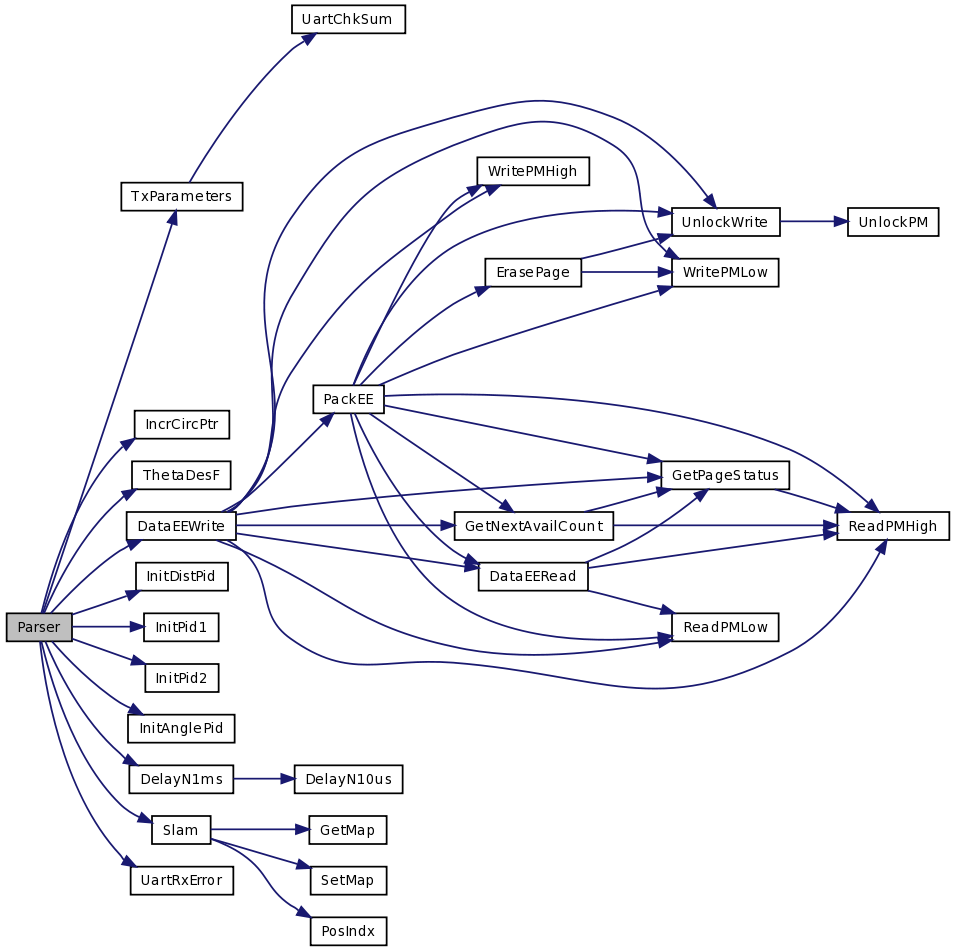 UartChkSum
WritePMHigh
TxParameters
UnlockWrite
UnlockPM
ErasePage
WritePMLow
PackEE
IncrCircPtr
ThetaDesF
GetPageStatus
DataEEWrite
GetNextAvailCount
ReadPMHigh
InitDistPid
DataEERead
Parser
InitPid1
ReadPMLow
InitPid2
InitAnglePid
DelayN1ms
DelayN10us
Slam
GetMap
UartRxError
SetMap
PosIndx